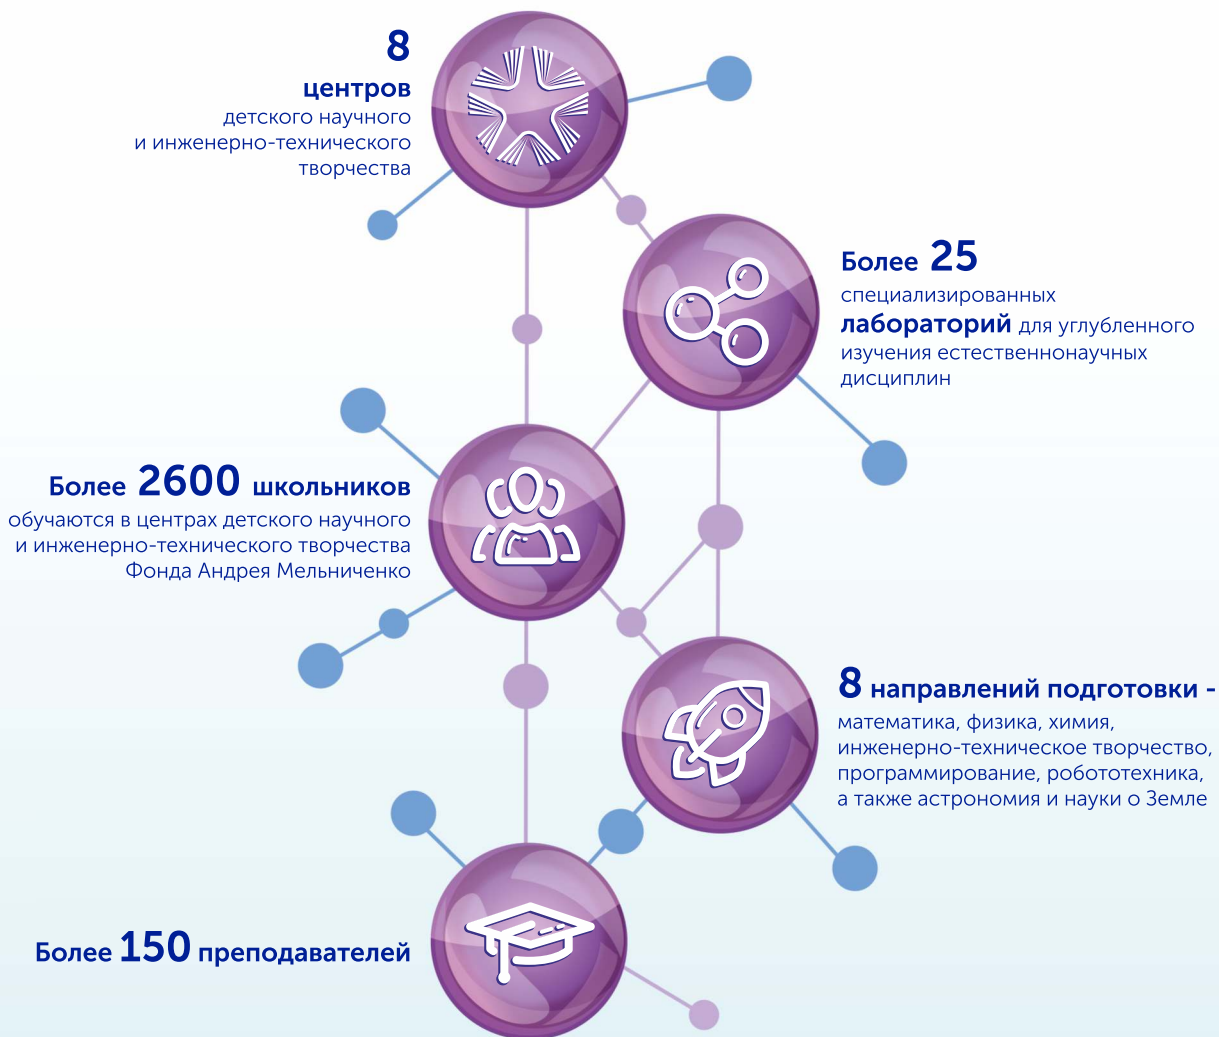 8
центров
детского научного
и инженерно-технического
творчества
Более 25
специализированных
лабораторий для углубленного
изучения естественнонаучных
дисциплин
Более 2600 школьников
обучаются в центрах детского научного
и инженерно-технического творчества
Фонда Андрея Мельниченко
8 направлений подготовки -
математика, физика, химия,
инженерно-техническое творчество,
программирование, робототехника,
а также астрономия и науки о Земле
Более 150 преподавателей